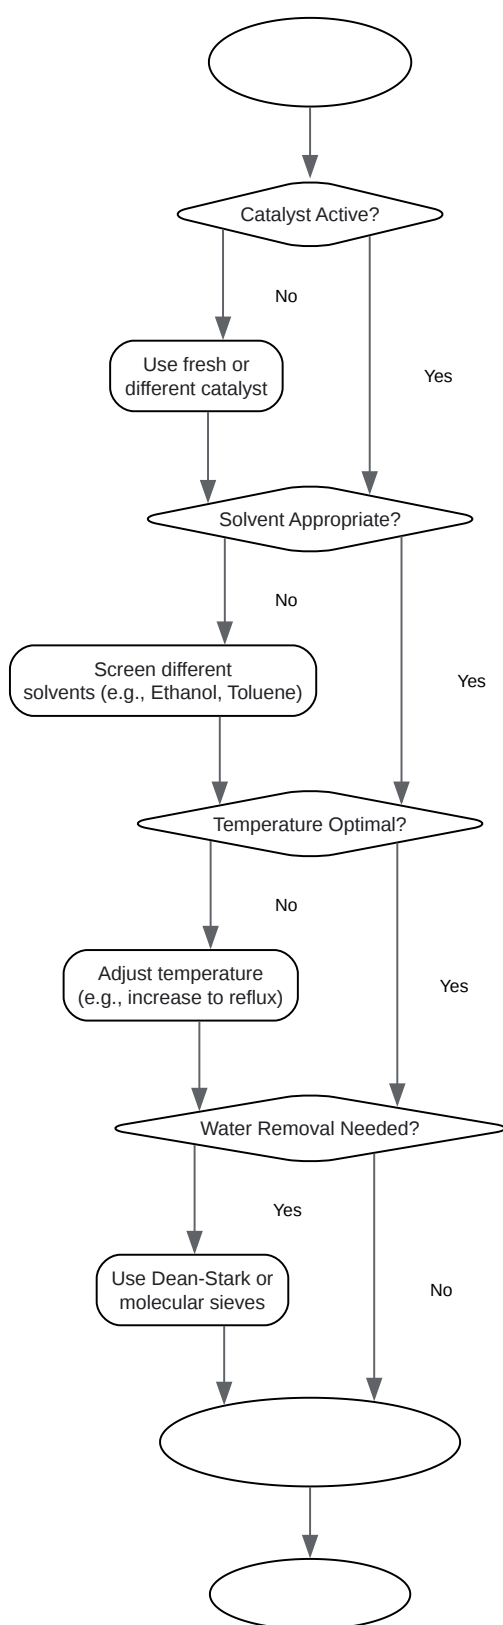 Catalyst Active?
No
Use fresh or
different catalyst
Yes
Solvent Appropriate?
No
Screen different
solvents (e.g., Ethanol, Toluene)
Yes
Temperature Optimal?
No
Adjust temperature
(e.g., increase to reflux)
Yes
Water Removal Needed?
Yes
Use Dean-Stark or
molecular sieves
No